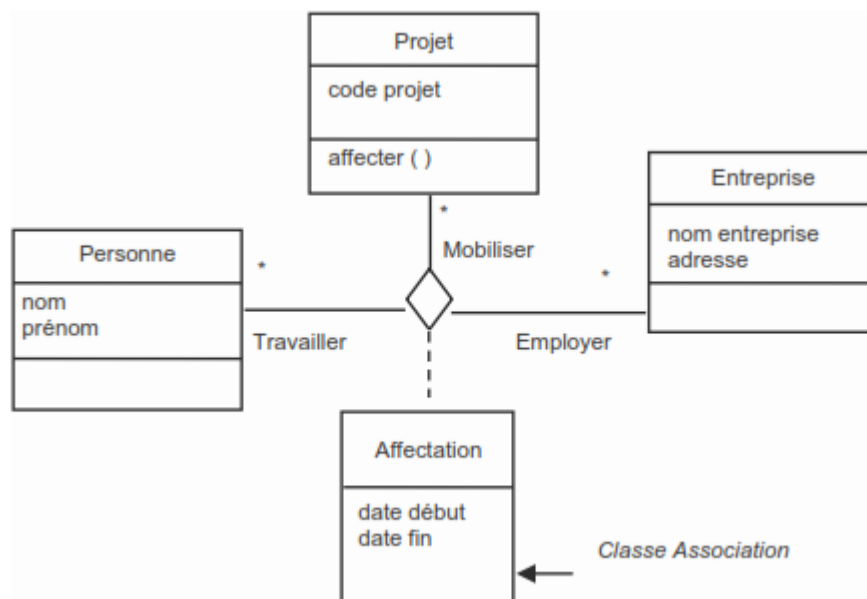 Projet
code projet
affecter ( )
*
Mobiliser
Entreprise
nom entreprise
adresse
*
Employer
Personne
nom
prénom
*
Travailler
Affectation
date début
date fin
Classe Association